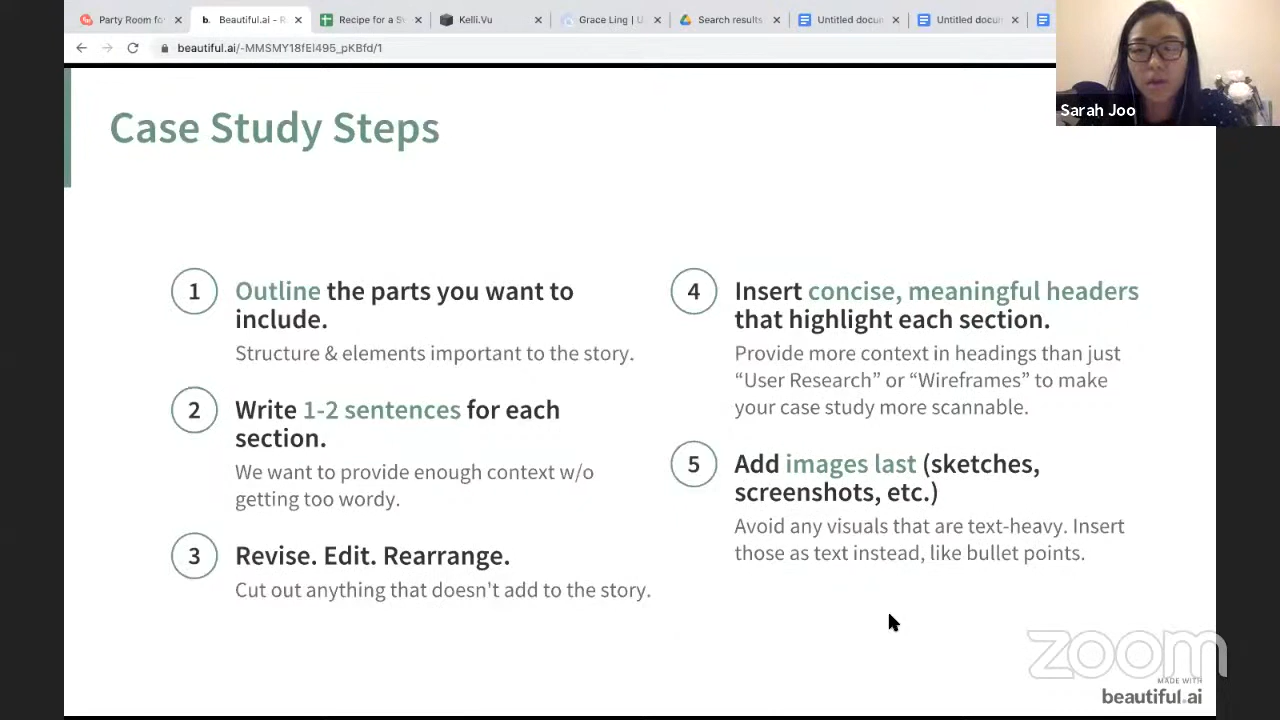 Party Room fo
b. Beautiful.ai - R
Recipe for a S
Kelli.Vu
Grace Ling | U
Search results
Untitled docu
Untitled docu
beautiful.ai/-MMSMY18fEl495_pKBfd/1
Sarah Joo
Case Study Steps
1
Outline the parts you want to
include.
Structure & elements important to the story.
2
Write 1-2 sentences for each
section.
We want to provide enough context w/o
getting too wordy.
3
Revise. Edit. Rearrange.
Cut out anything that doesn't add to the story.
4
Insert concise, meaningful headers
that highlight each section.
Provide more context in headings than just
“User Research” or “Wireframes” to make
your case study more scannable.
5
Add images last (sketches,
screenshots, etc.)
Avoid any visuals that are text-heavy. Insert
those as text instead, like bullet points.
zoom
MADE WITH
beautiful.ai